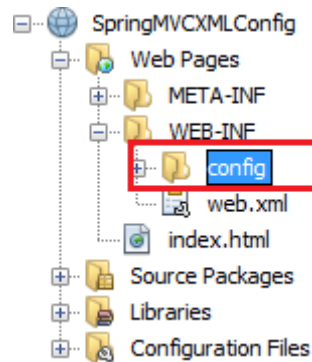 SpringMVCXMLConfig
Web Pages
META-INF
WEB-INF
config
web.xml
index.html
Source Packages
Libraries
Configuration Files